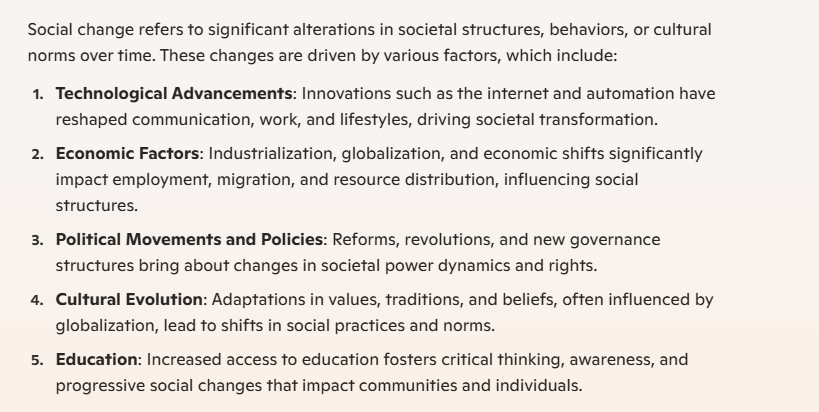 Social change refers to significant alterations in societal structures, behaviors, or cultural
norms over time. These changes are driven by various factors, which include:
1. Technological Advancements: Innovations such as the internet and automation have
reshaped communication, work, and lifestyles, driving societal transformation.
2. Economic Factors: Industrialization, globalization, and economic shifts significantly
impact employment, migration, and resource distribution, influencing social
structures.
3. Political Movements and Policies: Reforms, revolutions, and new governance
structures bring about changes in societal power dynamics and rights.
4. Cultural Evolution: Adaptations in values, traditions, and beliefs, often influenced by
globalization, lead to shifts in social practices and norms.
5. Education: Increased access to education fosters critical thinking, awareness, and
progressive social changes that impact communities and individuals.